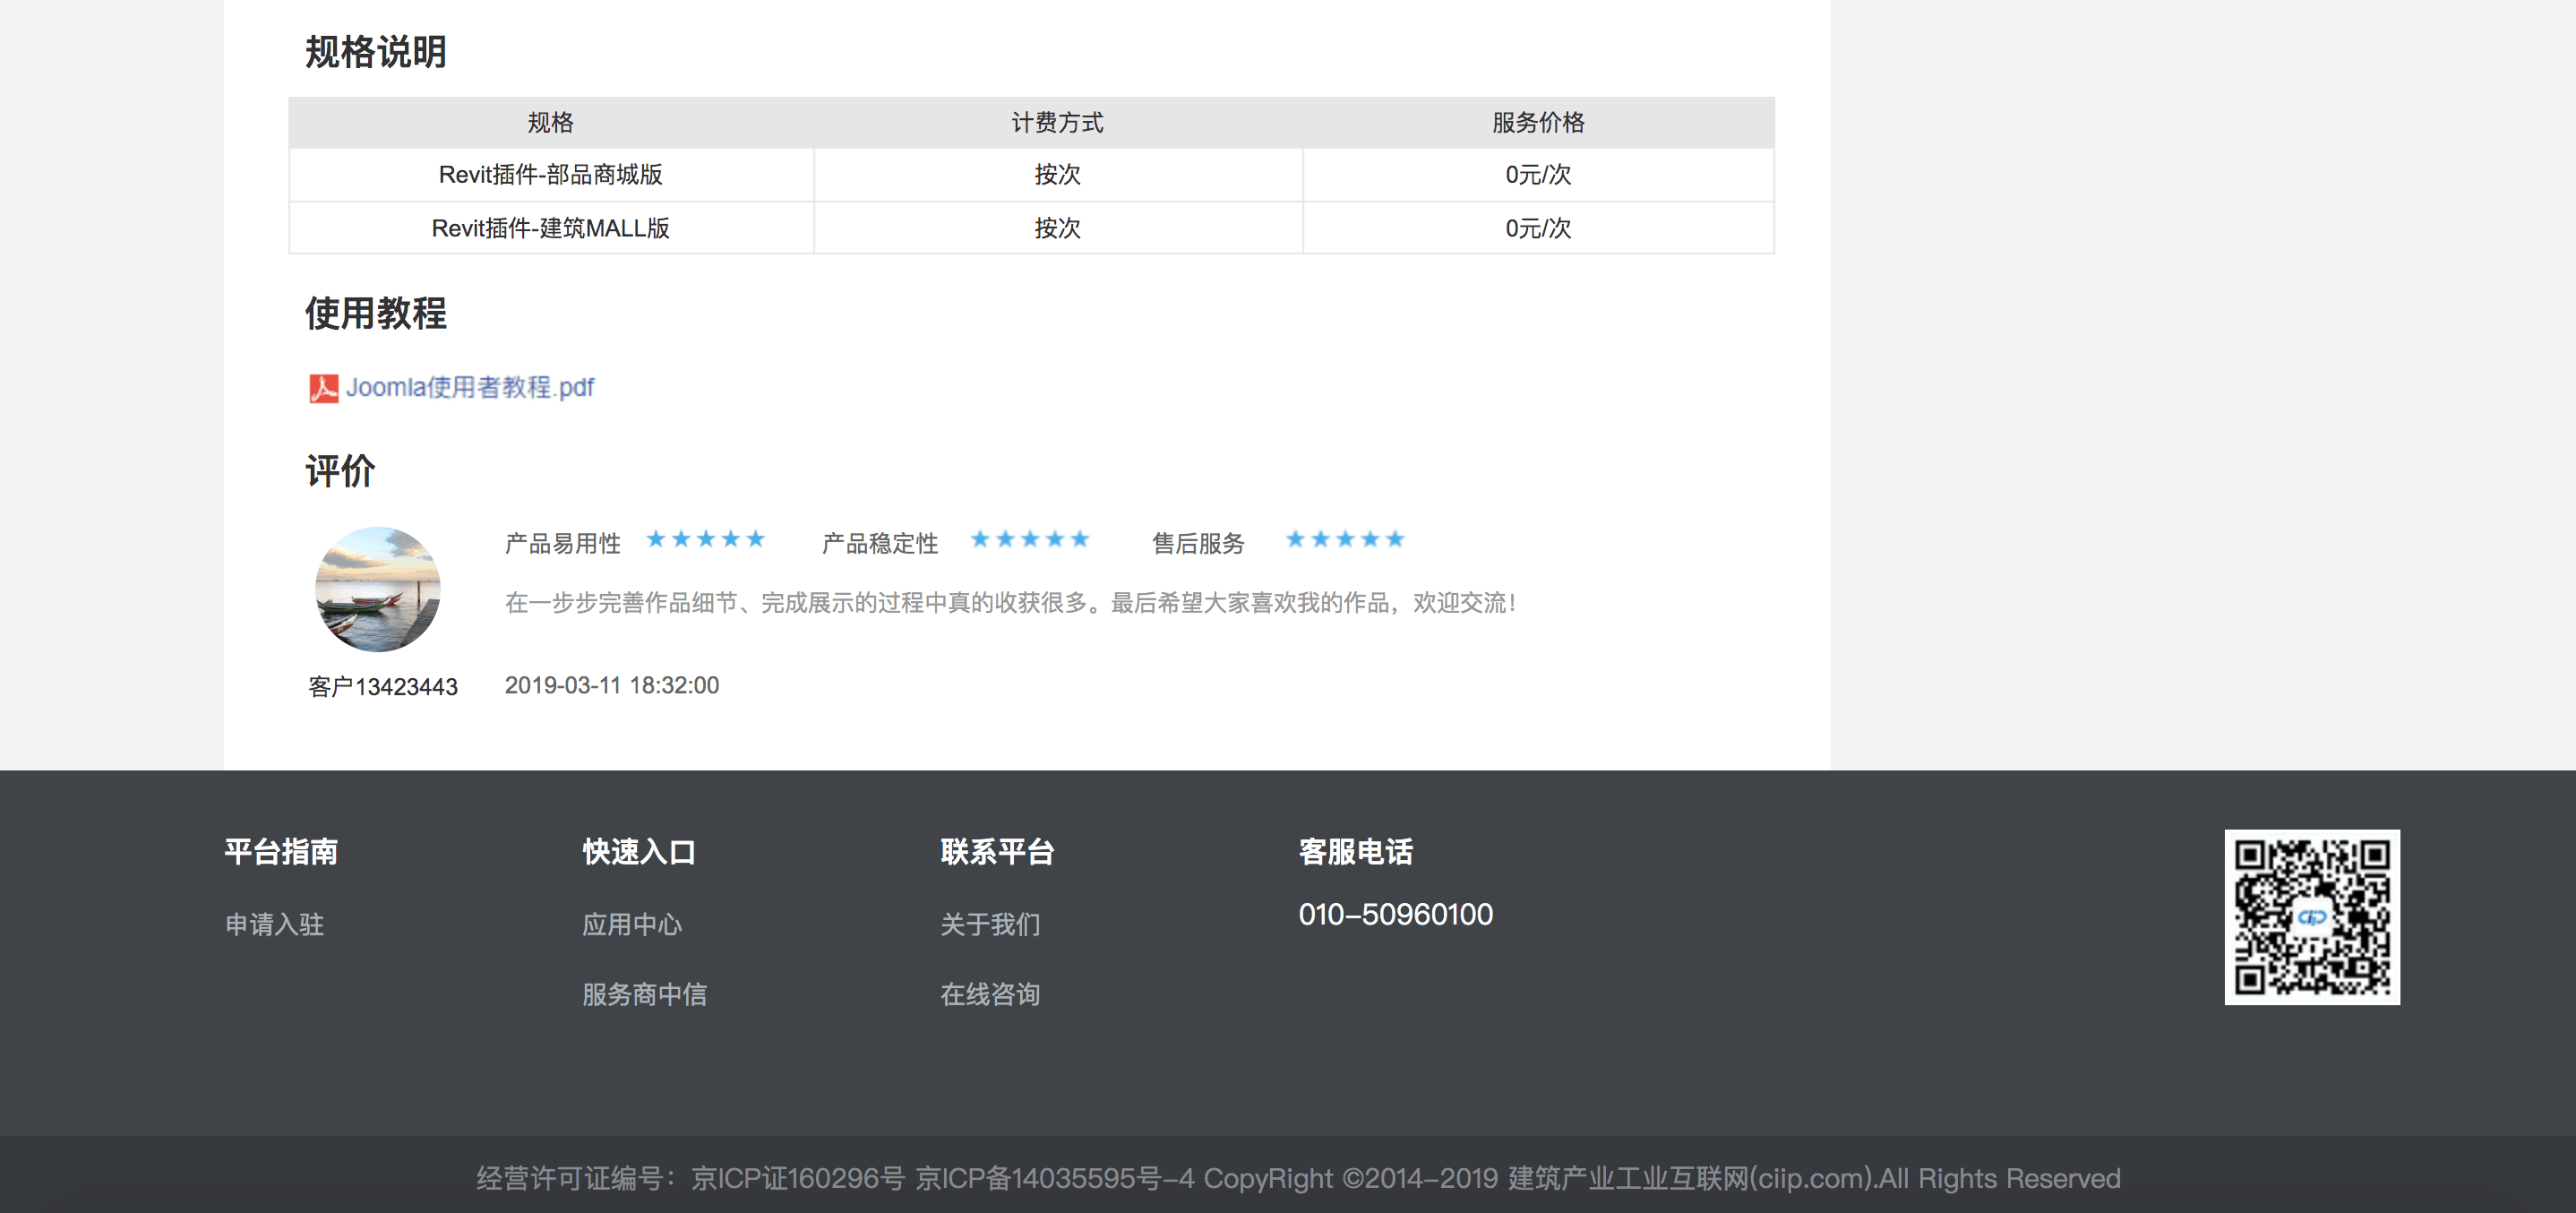 规格说明
规格 计费方式 服务价格
Revit插件-部品商城版 按次 0元/次
Revit插件-建筑MALL版 按次 0元/次
使用教程
Joomla使用者教程.pdf
评价
产品易用性 ★★★★★ 产品稳定性 ★★★★★ 售后服务 ★★★★★
在一步步完善作品细节、完成展示的过程中真的收获很多。最后希望大家喜欢我的作品，欢迎交流！
客户13423443 2019-03-11 18:32:00
平台指南 快速入口 联系平台 客服电话
申请入驻 应用中心 关于我们 010-50960100
服务商中信 在线咨询
ciip
经营许可证编号：京ICP证160296号 京ICP备14035595号-4 CopyRight ©2014-2019 建筑产业工业互联网(ciip.com).All Rights Reserved